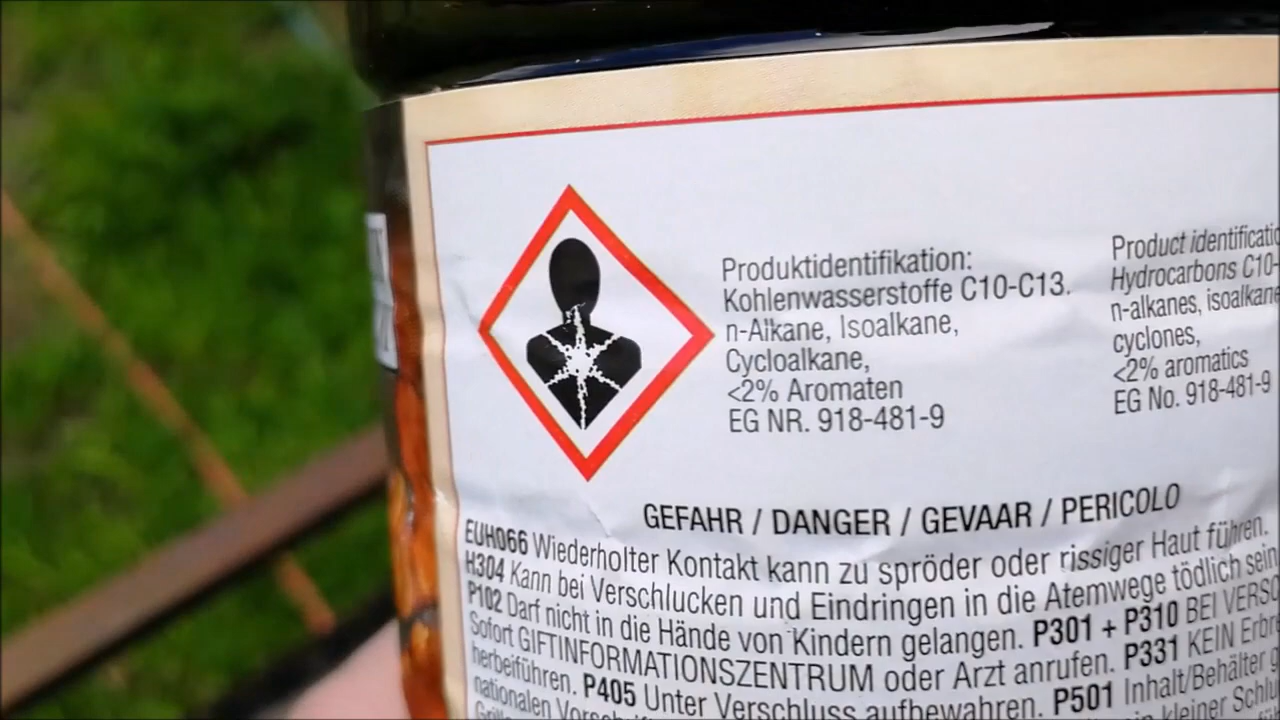 Produktidentifikation:
Kohlenwasserstoffe C10-C13.
n-Alkane, Isoalkane,
Cycloalkane,
<2% Aromaten
EG NR. 918-481-9
Product identificatio
Hydrocarbons C10-
n-alkanes, isoalkane
cyclones,
<2% aromatics
EG No. 918-481-9
GEFAHR / DANGER / GEVAAR / PERICOLO
EUH066 Wiederholter Kontakt kann zu spröder oder rissiger Haut führen.
H304 Kann bei Verschlucken und Eindringen in die Atemwege tödlich sein
P102 Darf nicht in die Hände von Kindern gelangen. P301 + P310 BEI VERSC
Sofort GIFTINFORMATIONSZENTRUM oder Arzt anrufen. P331 KEIN Erbr
herbeiführen. P405 Unter Verschluss aufbewahren. P501 Inhalt/Behälter g
nationalen in kleiner Schlu